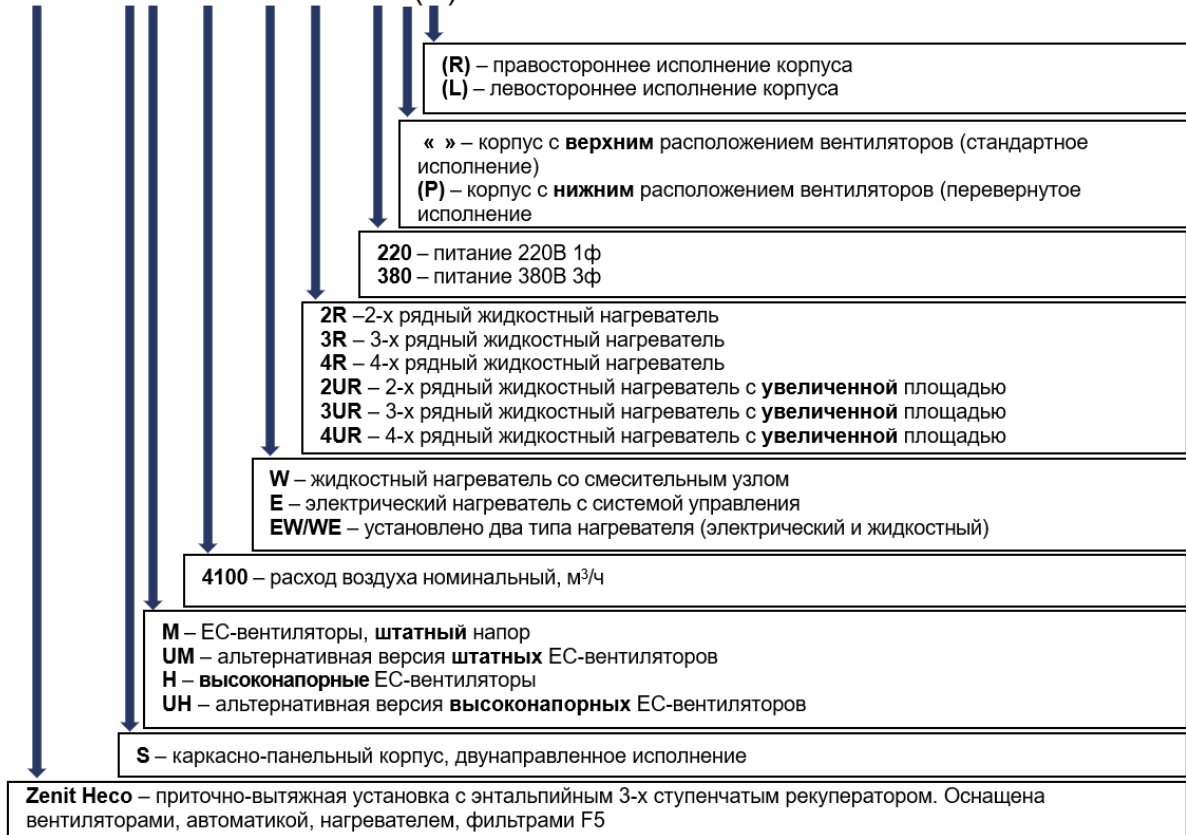 (R) – правостороннее исполнение корпуса
(L) – левостороннее исполнение корпуса
« » – корпус с верхним расположением вентиляторов (стандартное
исполнение)
(P) – корпус с нижним расположением вентиляторов (перевернутое
исполнение
220 – питание 220В 1ф
380 – питание 380В 3ф
2R –2-х рядный жидкостный нагреватель
3R – 3-х рядный жидкостный нагреватель
4R – 4-х рядный жидкостный нагреватель
2UR – 2-х рядный жидкостный нагреватель с увеличенной площадью
3UR – 3-х рядный жидкостный нагреватель с увеличенной площадью
4UR – 4-х рядный жидкостный нагреватель с увеличенной площадью
W – жидкостный нагреватель со смесительным узлом
E – электрический нагреватель с системой управления
EW/WE – установлено два типа нагревателя (электрический и жидкостный)
4100 – расход воздуха номинальный, м³/ч
M – ЕС-вентиляторы, штатный напор
UM – альтернативная версия штатных ЕС-вентиляторов
H – высоконапорные ЕС-вентиляторы
UH – альтернативная версия высоконапорных ЕС-вентиляторов
S – каркасно-панельный корпус, двунаправленное исполнение
Zenit Heco – приточно-вытяжная установка с энтальпийным 3-х ступенчатым рекуператором. Оснащена
вентиляторами, автоматикой, нагревателем, фильтрами F5